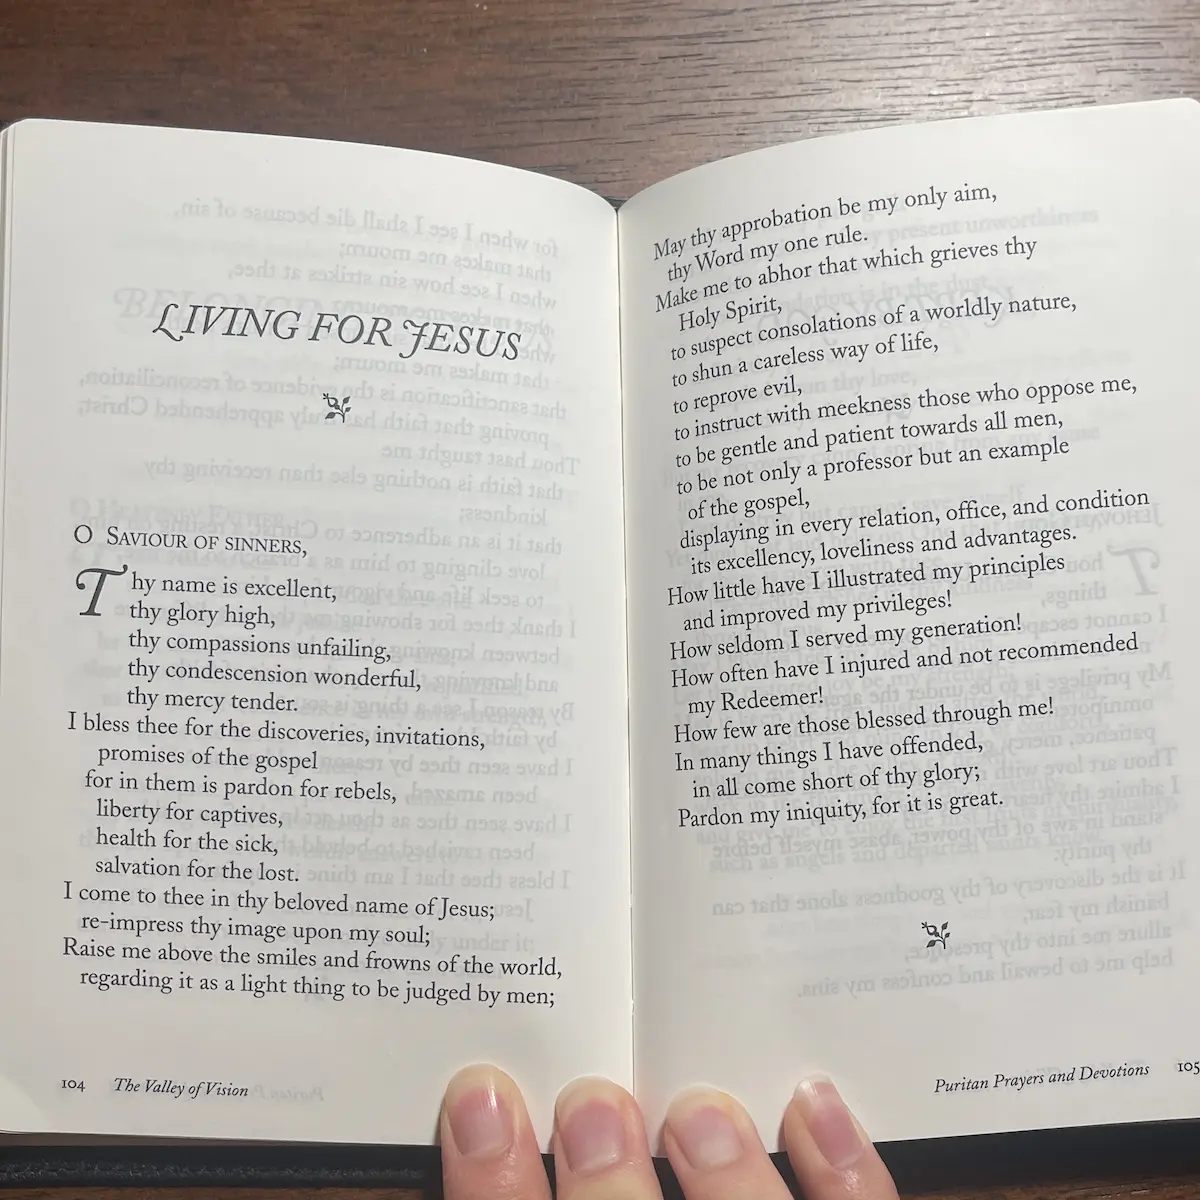 LIVING FOR JESUS
O SAVIOUR OF SINNERS,
Thy name is excellent,
thy glory high,
thy compassions unfailing,
thy condescension wonderful,
thy mercy tender.
I bless thee for the discoveries, invitations,
promises of the gospel
for in them is pardon for rebels,
liberty for captives,
health for the sick,
salvation for the lost.
I come to thee in thy beloved name of Jesus;
re-impress thy image upon my soul;
Raise me above the smiles and frowns of the world,
regarding it as a light thing to be judged by men;
104 The Valley of Vision
May thy approbation be my only aim,
thy Word my one rule.
Make me to abhor that which grieves thy
Holy Spirit,
to suspect consolations of a worldly nature,
to shun a careless way of life,
to reprove evil,
to instruct with meekness those who oppose me,
to be gentle and patient towards all men,
to be not only a professor but an example
of the gospel,
displaying in every relation, office, and condition
its excellency, loveliness and advantages.
How little have I illustrated my principles
and improved my privileges!
How seldom I served my generation!
How often have I injured and not recommended
my Redeemer!
How few are those blessed through me!
In many things I have offended,
in all come short of thy glory;
Pardon my iniquity, for it is great.
Puritan Prayers and Devotions 105